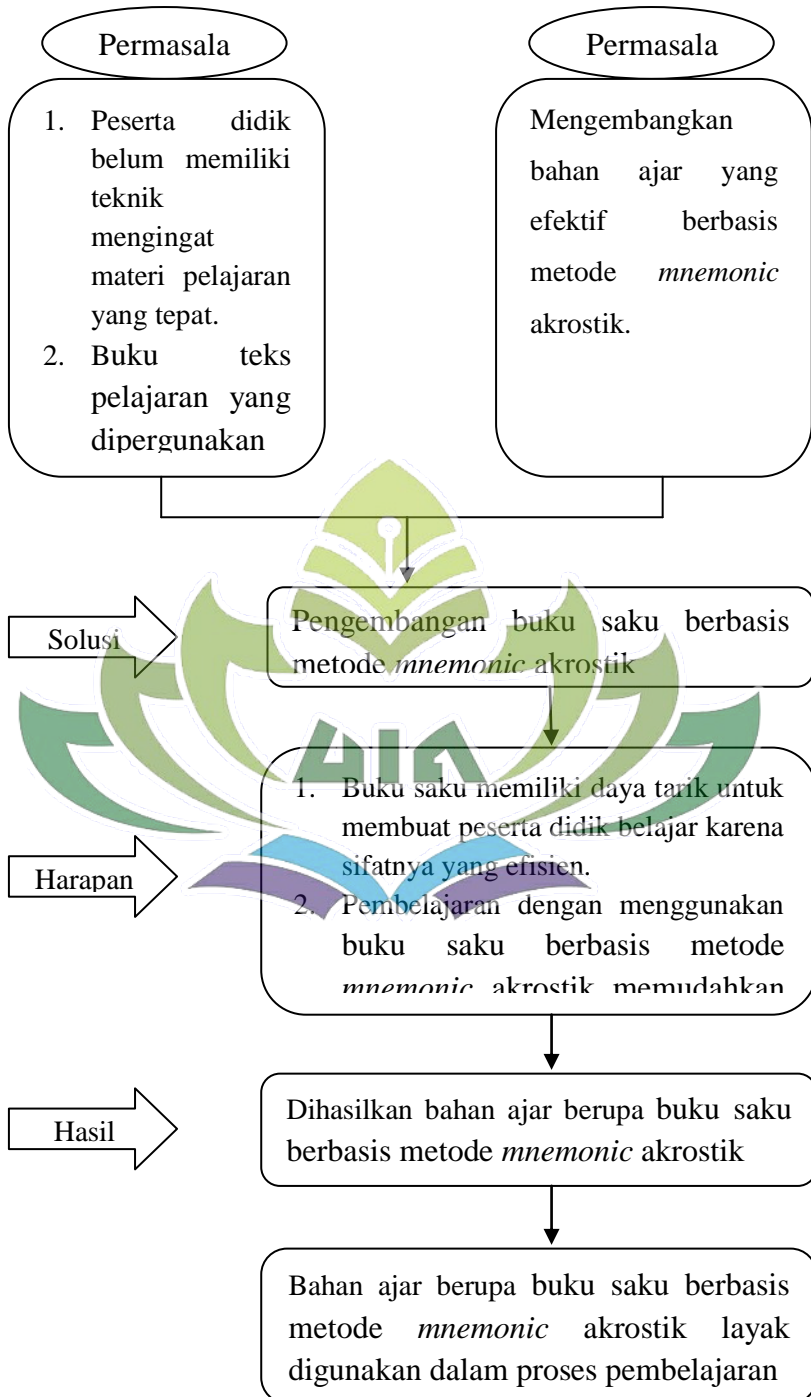 Permasala
Permasala
1. Peserta didik
belum memiliki
teknik
mengingat
materi pelajaran
yang tepat.
2. Buku teks
pelajaran yang
dipergunakan
Mengembangkan
bahan ajar yang
efektif berbasis
metode mnemonic
akrostik.
Solusi
Pengembangan buku saku berbasis
metode mnemonic akrostik
Harapan
1. Buku saku memiliki daya tarik untuk
membuat peserta didik belajar karena
sifatnya yang efisien.
2. Pembelajaran dengan menggunakan
buku saku berbasis metode
mnemonic akrostik memudahkan
UIN
Hasil
Dihasilkan bahan ajar berupa buku saku
berbasis metode mnemonic akrostik
Bahan ajar berupa buku saku berbasis
metode mnemonic akrostik layak
digunakan dalam proses pembelajaran